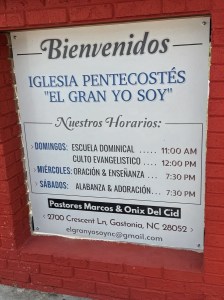 Bienvenidos
IGLESIA PENTECOSTÉS
"EL GRAN YO SOY"
Nuestros Horarios:
DOMINGOS: ESCUELA DOMINICAL ..... 11:00 AM
CULTO EVANGELISTICO .... 12:00 PM
MIÉRCOLES: ORACIÓN & ENSEÑANZA ... 7:30 PM
SÁBADOS: ALABANZA & ADORACIÓN... 7:30 PM
Pastores Marcos & Onix Del Cid
2700 Crescent Ln, Gastonia, NC 28052
elgranyosoync@gmail.com